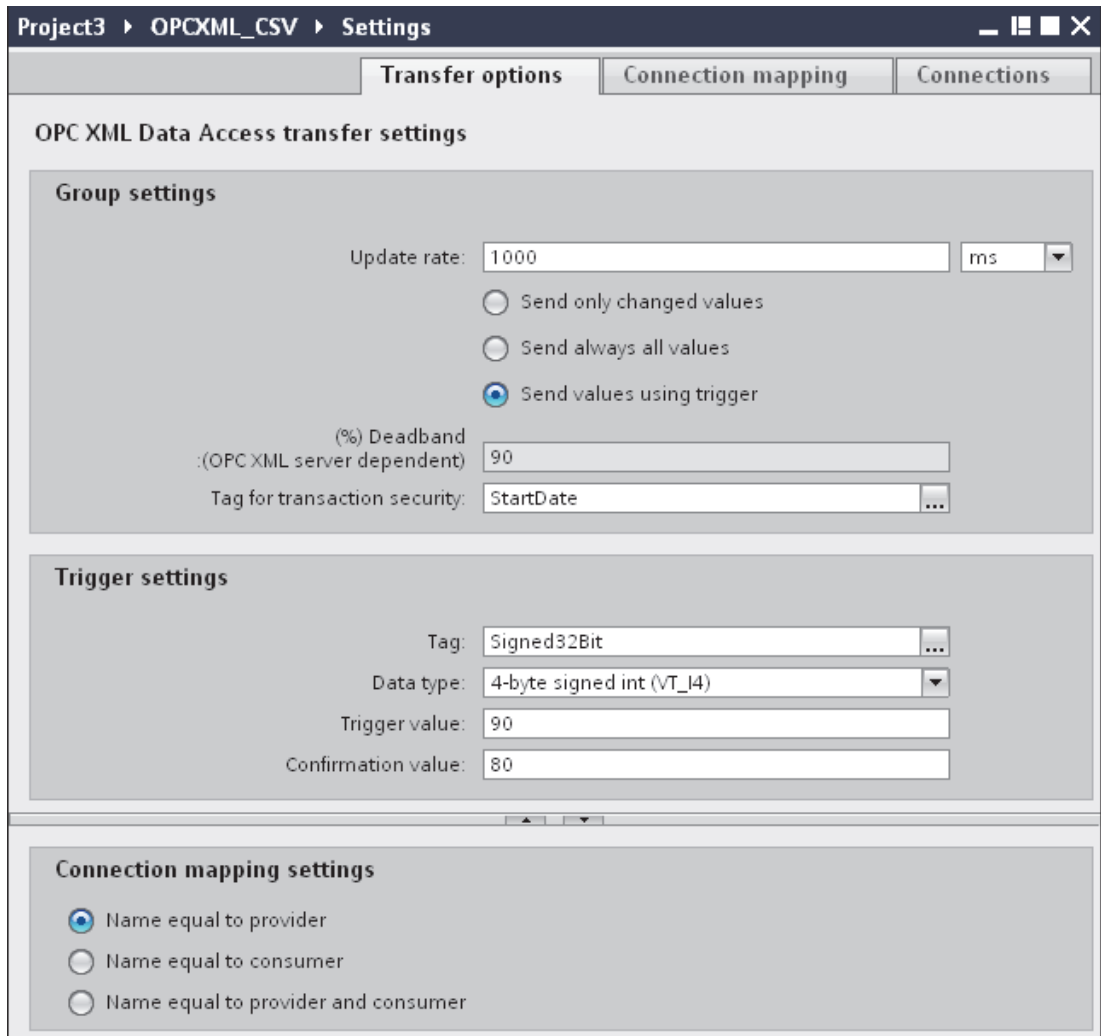 Project3 ▸ OPCXML_CSV ▸ Settings
Transfer options Connection mapping Connections
OPC XML Data Access transfer settings
Group settings
Update rate: 1000 ms
Send only changed values
Send always all values
Send values using trigger
(%) Deadband
:(OPC XML server dependent) 90
Tag for transaction security: StartDate ...
Trigger settings
Tag: Signed32Bit ...
Data type: 4-byte signed int (VT_I4)
Trigger value: 90
Confirmation value: 80
Connection mapping settings
Name equal to provider
Name equal to consumer
Name equal to provider and consumer